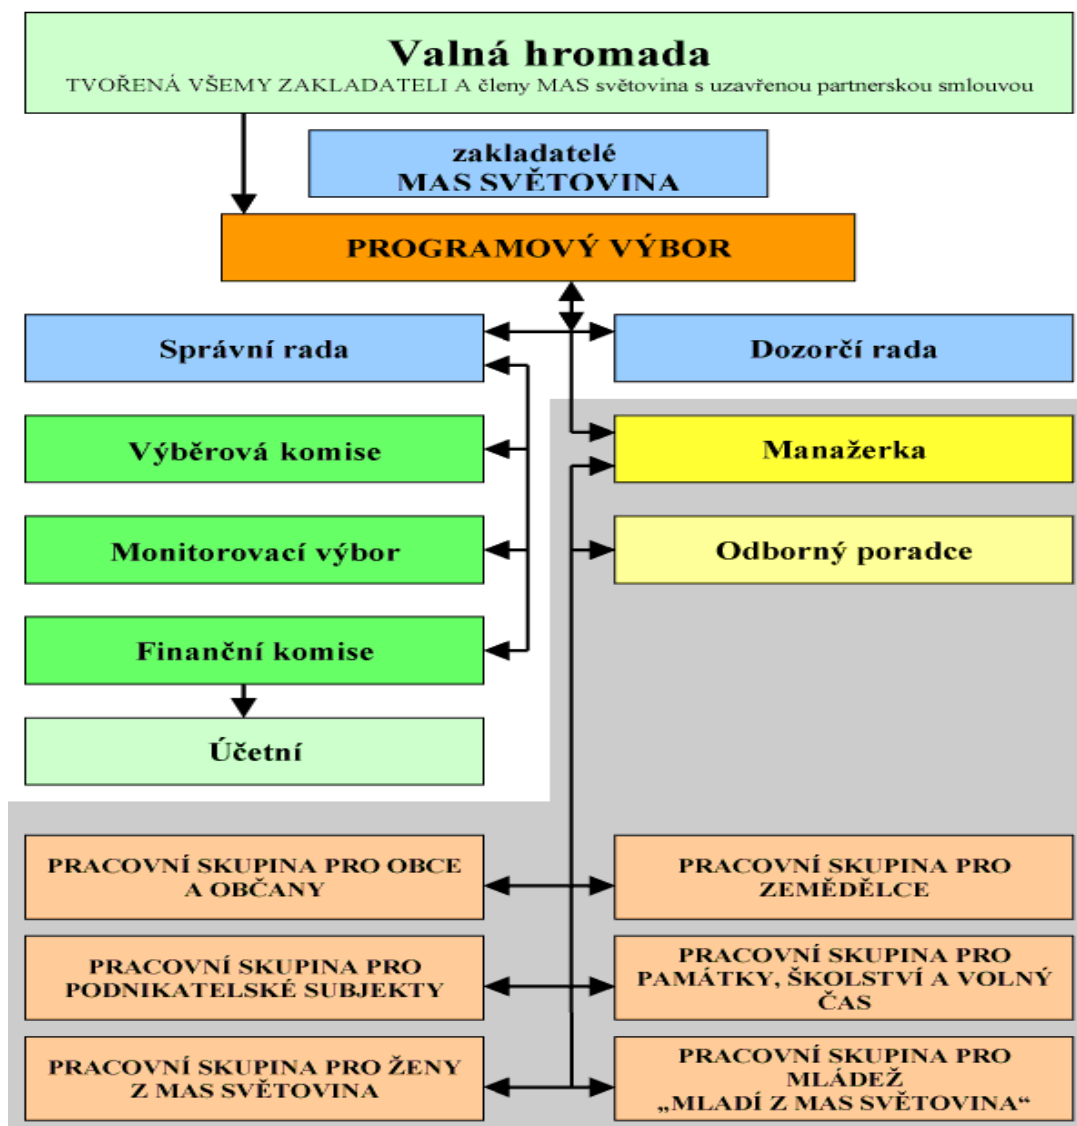 Valná hromada
TVOŘENÁ VŠEMY ZAKLADATELI A členy MAS světovina s uzavřenou partnerskou smlouvou
zakladatelé
MAS SVĚTOVINA
PROGRAMOVÝ VÝBOR
Správní rada
Dozorčí rada
Výběrová komise
Manažerka
Monitorovací výbor
Odborný poradce
Finanční komise
Účetní
PRACOVNÍ SKUPINA PRO OBCE
A OBČANY
PRACOVNÍ SKUPINA PRO
ZEMĚDĚLCE
PRACOVNÍ SKUPINA PRO
PODNIKATELSKÉ SUBJEKTY
PRACOVNÍ SKUPINA PRO
PAMÁTKY, ŠKOLSTVÍ A VOLNÝ
ČAS
PRACOVNÍ SKUPINA PRO ŽENY
Z MAS SVĚTOVINA
PRACOVNÍ SKUPINA PRO
MLÁDEŽ
„MLADÍ Z MAS SVĚTOVINA“